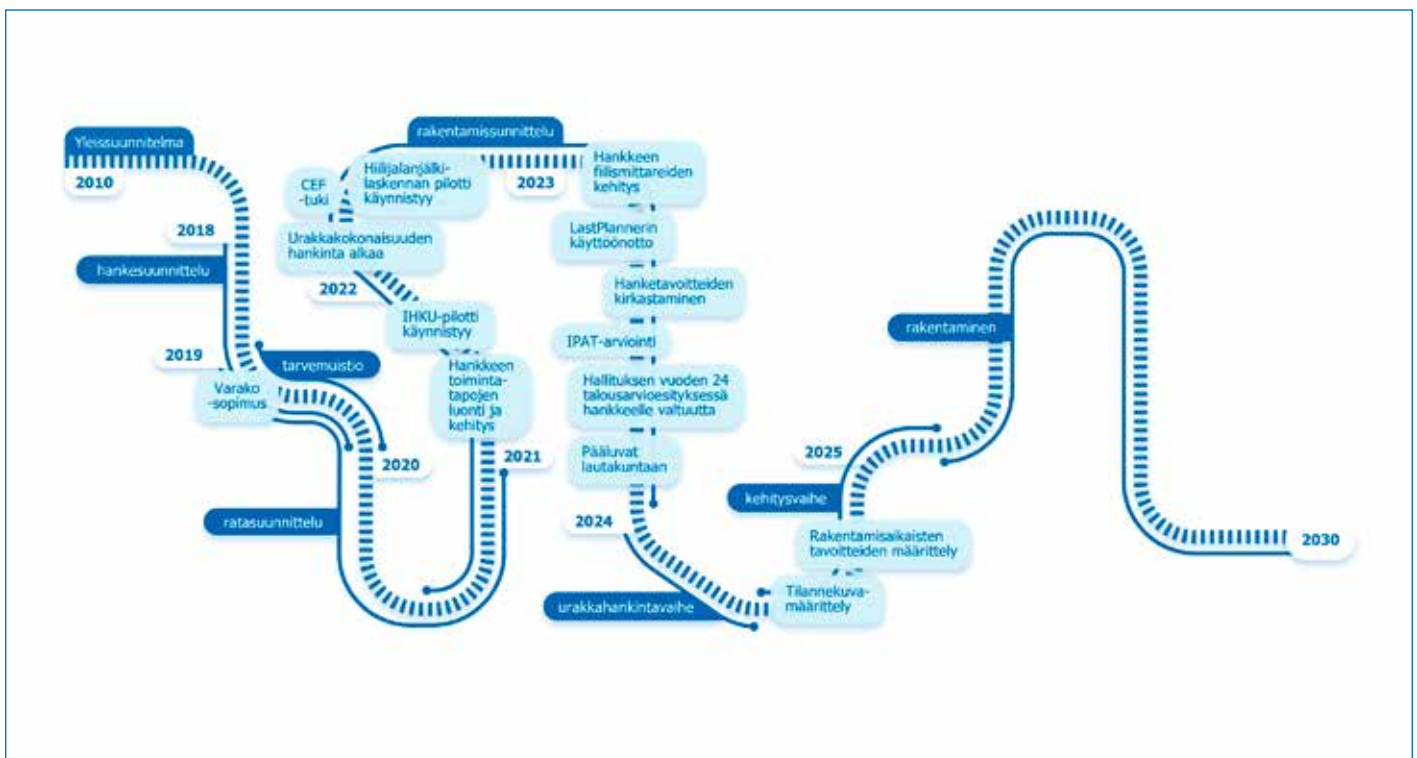 Yleissuunnitelma
2010
2018
hankesuunnittelu
2019
Varako
-sopimus
tarvemuistio
2020
ratasuunnittelu
2021
Hankkeen
toiminta-
tapojen
luonti ja
kehitys
IHKU-pilotti
käynnistyy
2022
Urakkakokonaisuuden
hankinta alkaa
CEF
-tuki
Hiilijalanjälki-
laskennan pilotti
käynnistyy
rakentamissunnittelu
2023
Hankkeen
fiilismittareiden
kehitys
LastPlannerin
käyttöönotto
Hanketavoitteiden
kirkastaminen
IPAT-arviointi
Hallituksen vuoden 24
talousarvioesityksessä
hankkeelle valtuutta
Pääluvat
lautakuntaan
2024
urakkahankintavaihe
Tilannekuva-
määrittely
Rakentamisaikaisten
tavoitteiden määrittely
kehitysvaihe
2025
rakentaminen
2030